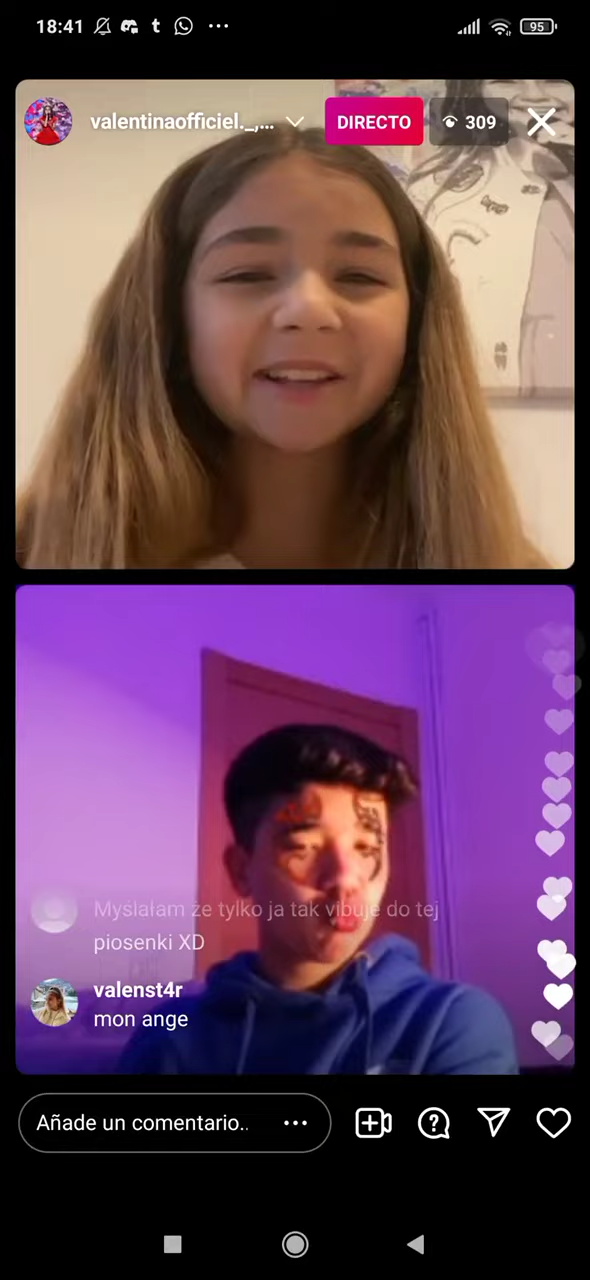 18:41
95
valentinaofficiel._,...
DIRECTO
309
Myślałam że tylko ja tak vibuje do tej
piosenki XD
valenst4r
mon ange
Añade un comentario..